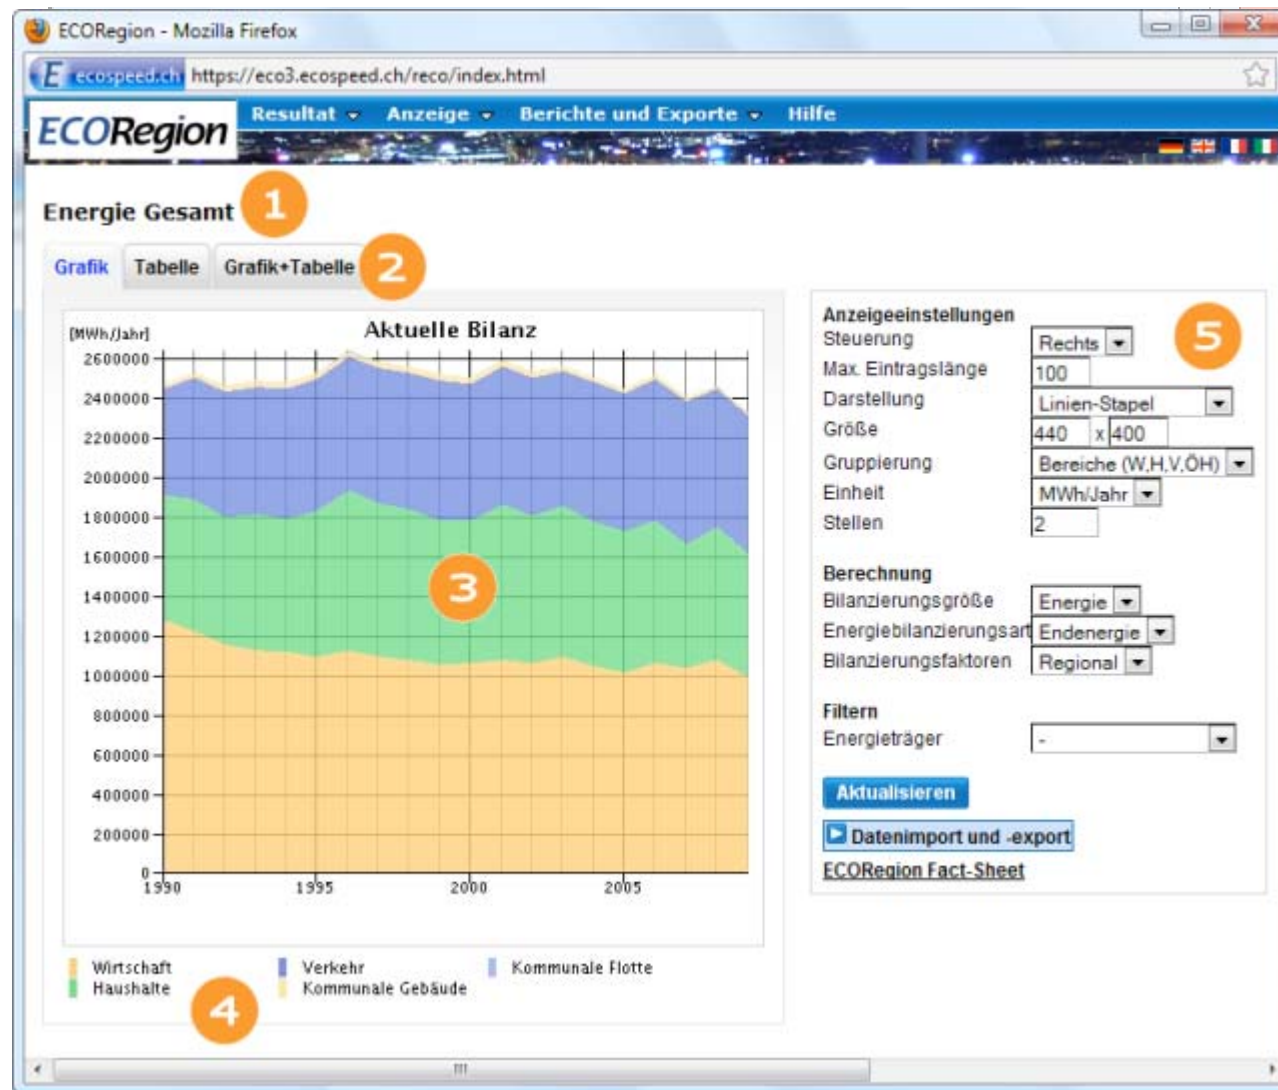 ECORegion - Mozilla Firefox
E ecospeed.ch https://eco3.ecospeed.ch/reco/index.html
ECORegion Resultat Anzeige Berichte und Exporte Hilfe
Energie Gesamt 1
Grafik Tabelle Grafik+Tabelle 2
[MWh/Jahr] Aktuelle Bilanz
2600000
2400000
2200000
2000000
1800000
1600000
1400000
1200000
1000000
800000
600000
400000
200000
0
1990 1995 2000 2005
3
Wirtschaft Verkehr Kommunale Flotte
Haushalte Kommunale Gebäude
4
Anzeigeeinstellungen
5
Steuerung Rechts
Max. Eintragslänge 100
Darstellung Linien-Stapel
Größe 440 x 400
Gruppierung Bereiche (W,H,V,ÖH)
Einheit MWh/Jahr
Stellen 2
Berechnung
Bilanzierungsgröße Energie
Energiebilanzierungsart Endenergie
Bilanzierungsfaktoren Regional
Filtern
Energieträger -
Aktualisieren
Datenimport und -export
ECORegion Fact-Sheet